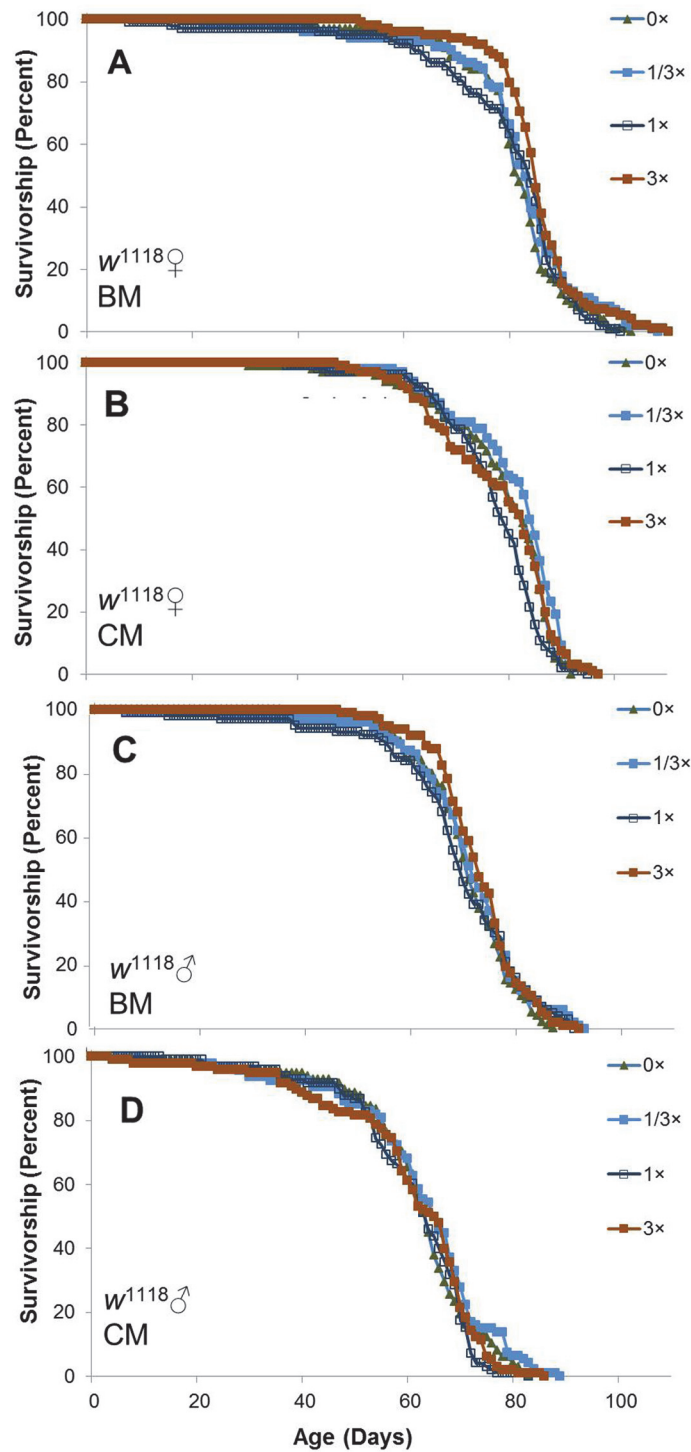 100
80
60
40
20
0
Survivorship (Percent)
A
w1118♀
BM
0×
1/3×
1×
3×
100
80
60
40
20
0
Survivorship (Percent)
B
w1118♀
CM
0×
1/3×
1×
3×
100
80
60
40
20
0
Survivorship (Percent)
C
w1118♂
BM
0×
1/3×
1×
3×
100
80
60
40
20
0
Survivorship (Percent)
D
w1118♂
CM
0×
1/3×
1×
3×
0 20 40 60 80 100
Age (Days)